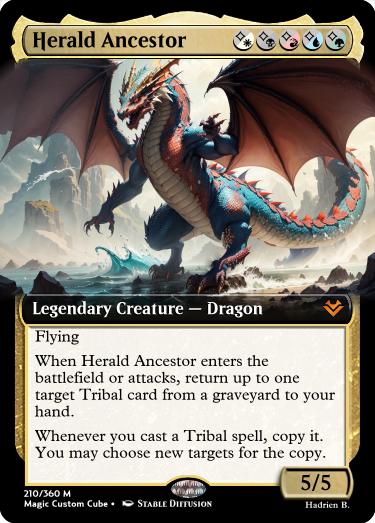 Herald Ancestor
Legendary Creature — Dragon
Flying
When Herald Ancestor enters the
battlefield or attacks, return up to one
target Tribal card from a graveyard to your
hand.
Whenever you cast a Tribal spell, copy it.
You may choose new targets for the copy.
5/5
210/360 M
Magic Custom Cube • Stable Diffusion
Hadrien B.